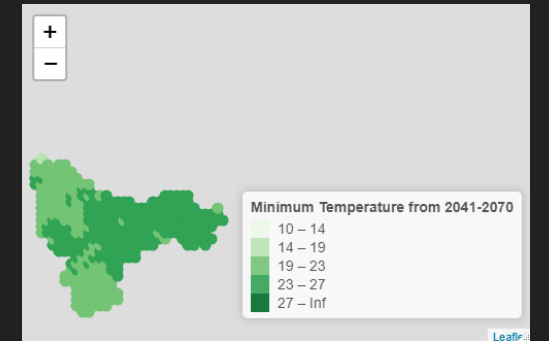 +
−
Minimum Temperature from 2041-2070
10 – 14
14 – 19
19 – 23
23 – 27
27 – Inf